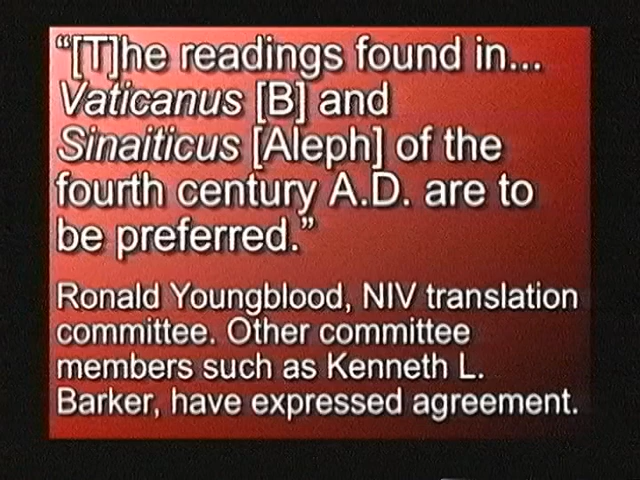 “[T]he readings found in...
Vaticanus [B] and
Sinaiticus [Aleph] of the
fourth century A.D. are to
be preferred.”
Ronald Youngblood, NIV translation
committee. Other committee
members such as Kenneth L.
Barker, have expressed agreement.